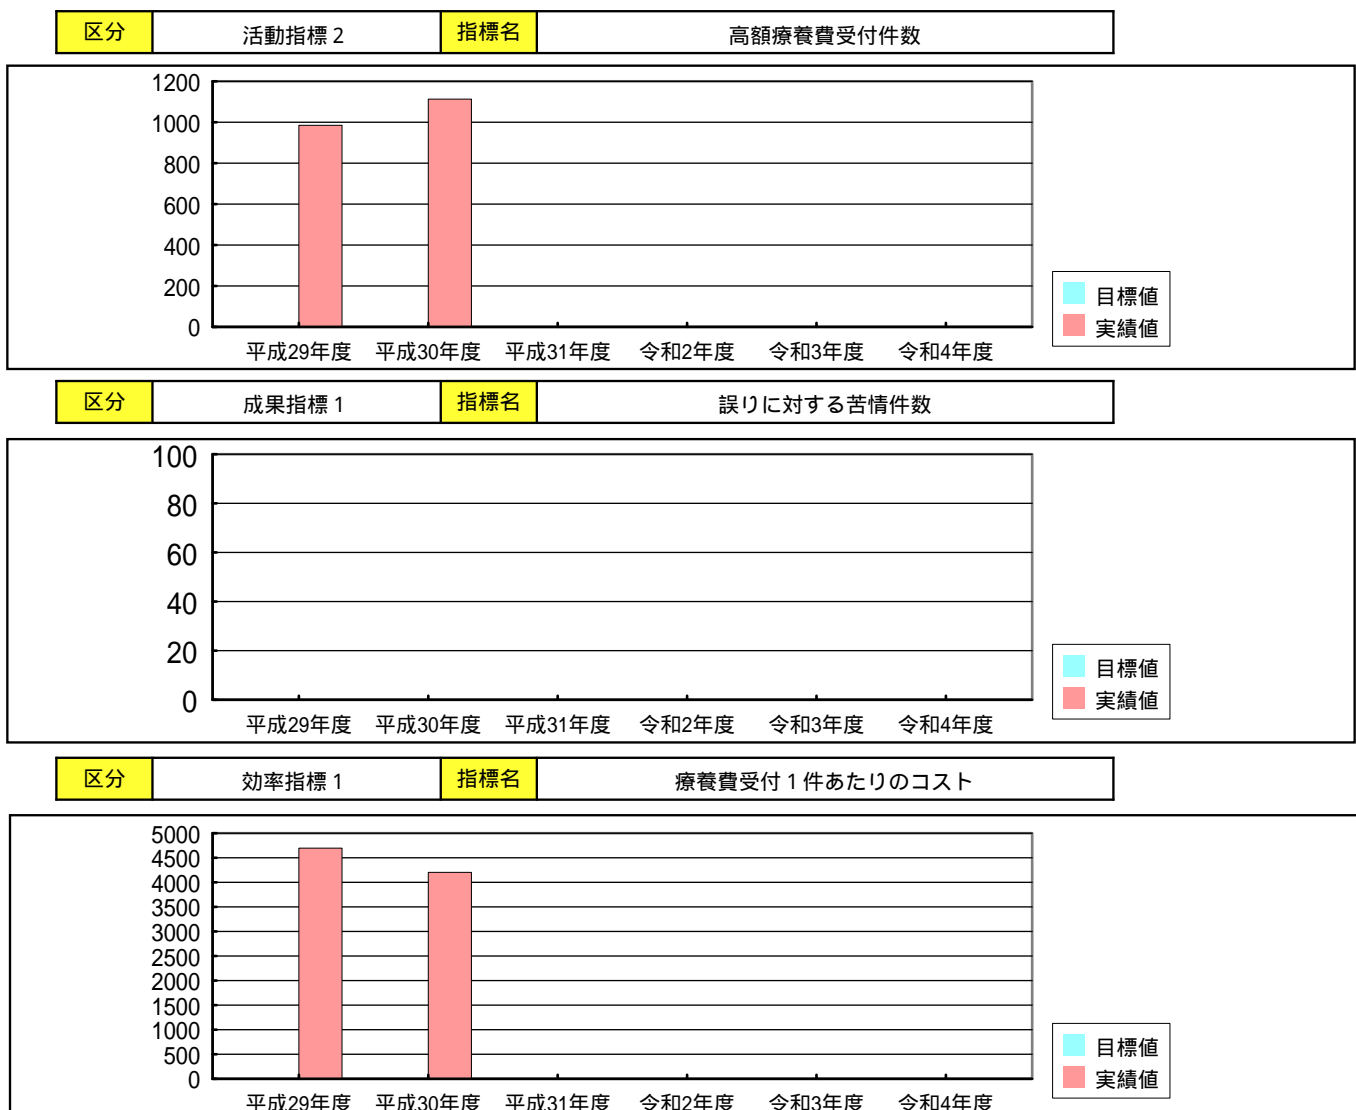 区分 活動指標2 指標名 高額療養費受付件数
1200
1000
800
600
400
200
0
平成29年度 平成30年度 平成31年度 令和2年度 令和3年度 令和4年度
目標値
実績値
区分 成果指標1 指標名 誤りに対する苦情件数
100
80
60
40
20
0
平成29年度 平成30年度 平成31年度 令和2年度 令和3年度 令和4年度
目標値
実績値
区分 効率指標1 指標名 療養費受付1件あたりのコスト
5000
4500
4000
3500
3000
2500
2000
1500
1000
500
0
平成29年度 平成30年度 平成31年度 令和2年度 令和3年度 令和4年度
目標値
実績値